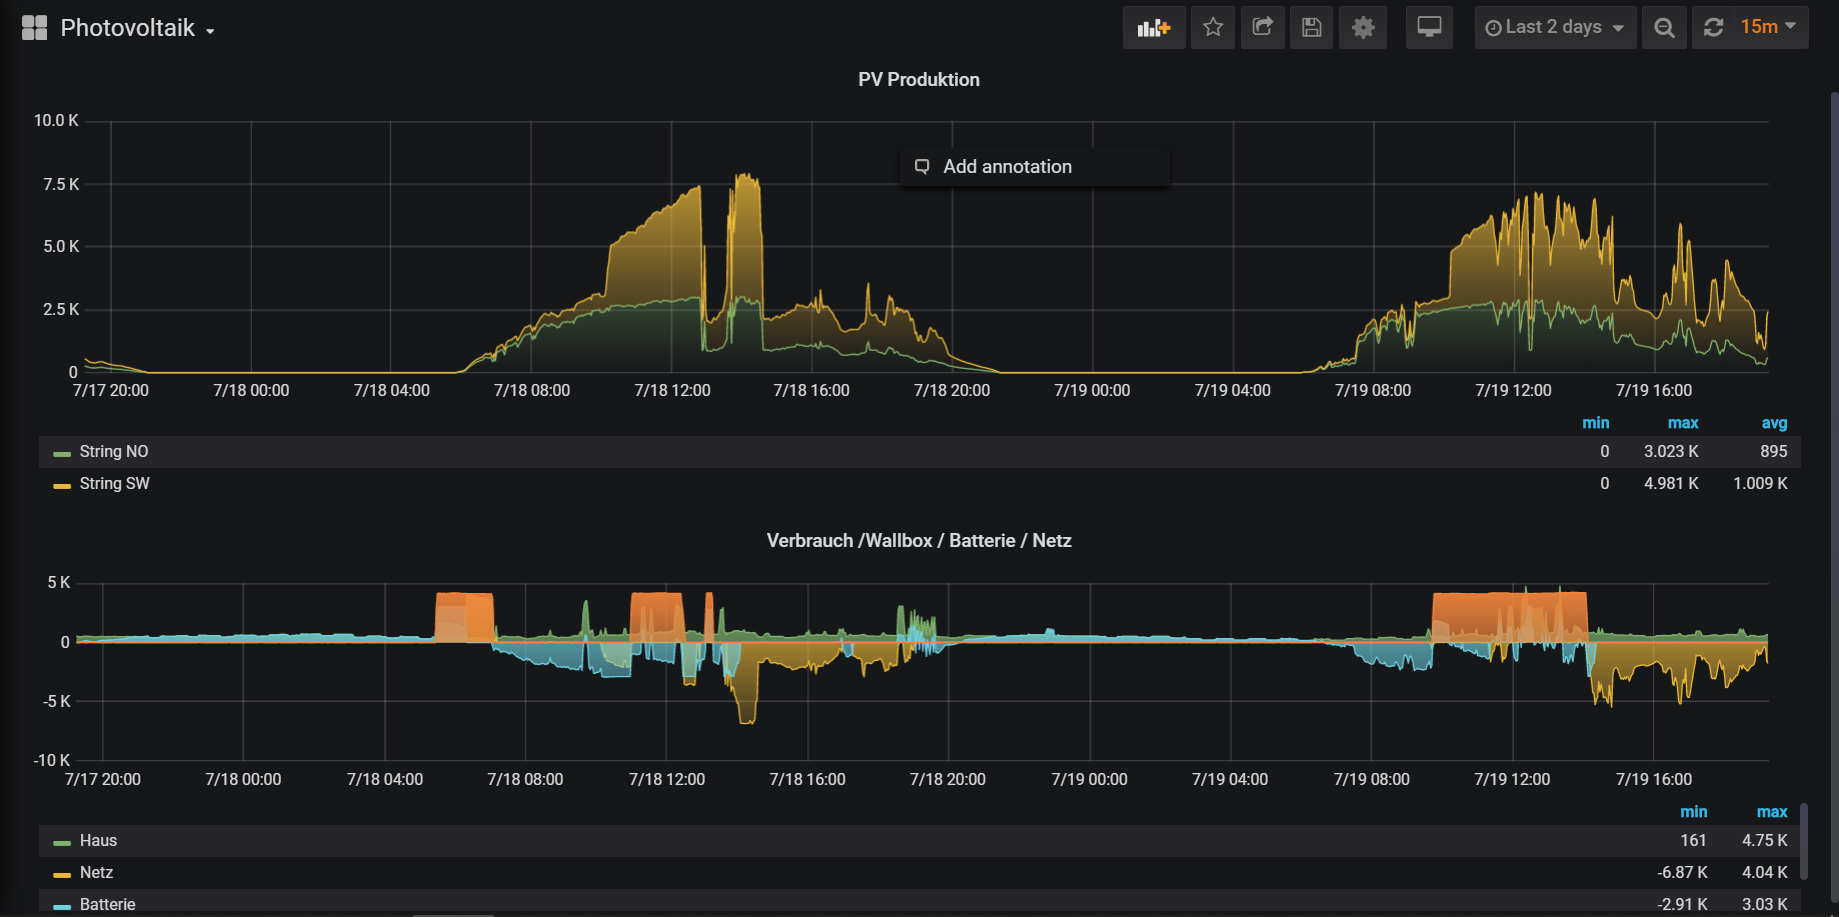 Photovoltaik
Last 2 days
15m
PV Produktion
10.0 K
7.5 K
5.0 K
2.5 K
0
Add annotation
7/17 20:00 7/18 00:00 7/18 04:00 7/18 08:00 7/18 12:00 7/18 16:00 7/18 20:00 7/19 00:00 7/19 04:00 7/19 08:00 7/19 12:00 7/19 16:00
min max avg
String NO 0 3.023 K 895
String SW 0 4.981 K 1.009 K
Verbrauch /Wallbox / Batterie / Netz
5 K
0
-5 K
-10 K
7/17 20:00 7/18 00:00 7/18 04:00 7/18 08:00 7/18 12:00 7/18 16:00 7/18 20:00 7/19 00:00 7/19 04:00 7/19 08:00 7/19 12:00 7/19 16:00
min max
Haus 161 4.75 K
Netz -6.87 K 4.04 K
Batterie -2.91 K 3.03 K